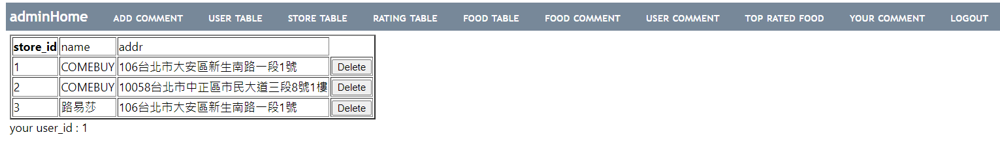 adminHome ADD COMMENT USER TABLE STORE TABLE RATING TABLE FOOD TABLE FOOD COMMENT USER COMMENT TOP RATED FOOD YOUR COMMENT LOGOUT
store_id name addr
1 COMEBUY 106台北市大安區新生南路一段1號 Delete
2 COMEBUY 10058台北市中正區市民大道三段8號1樓 Delete
3 路易莎 106台北市大安區新生南路一段1號 Delete
your user_id : 1